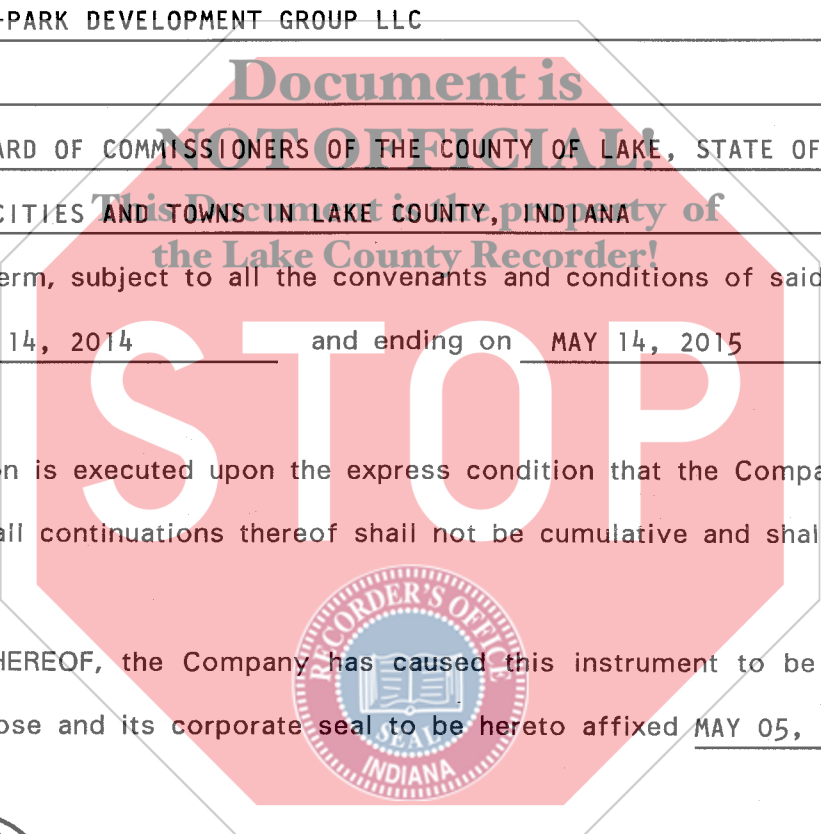 -PARK DEVELOPMENT GROUP LLC
Document is
NOT OFFICIAL!
ARD OF COMMISSIONERS OF THE COUNTY OF LAKE, STATE OF
This Document is the property of
CITIES AND TOWNS IN LAKE COUNTY, INDIANA
the Lake County Recorder!
erm, subject to all the convenants and conditions of said
14, 2014 and ending on MAY 14, 2015
STOP
on is executed upon the express condition that the Compa
all continuations thereof shall not be cumulative and shal
RECORDER'S OFFICE
HEREOF, the Company has caused this instrument to be
ose and its corporate seal to be hereto affixed MAY 05,
SEAL
INDIANA